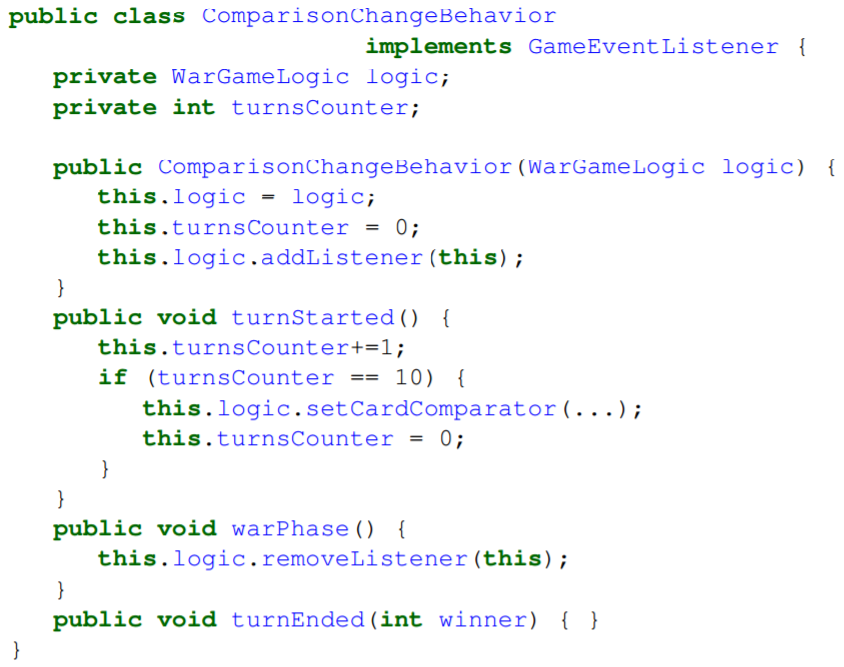 public class ComparisonChangeBehavior
implements GameEventListener {
private WarGameLogic logic;
private int turnsCounter;
public ComparisonChangeBehavior(WarGameLogic logic) {
this.logic = logic;
this.turnsCounter = 0;
this.logic.addListener(this);
}
public void turnStarted() {
this.turnsCounter+=1;
if (turnsCounter == 10) {
this.logic.setCardComparator(...);
this.turnsCounter = 0;
}
}
public void warPhase() {
this.logic.removeListener(this);
}
public void turnEnded(int winner) { }
}